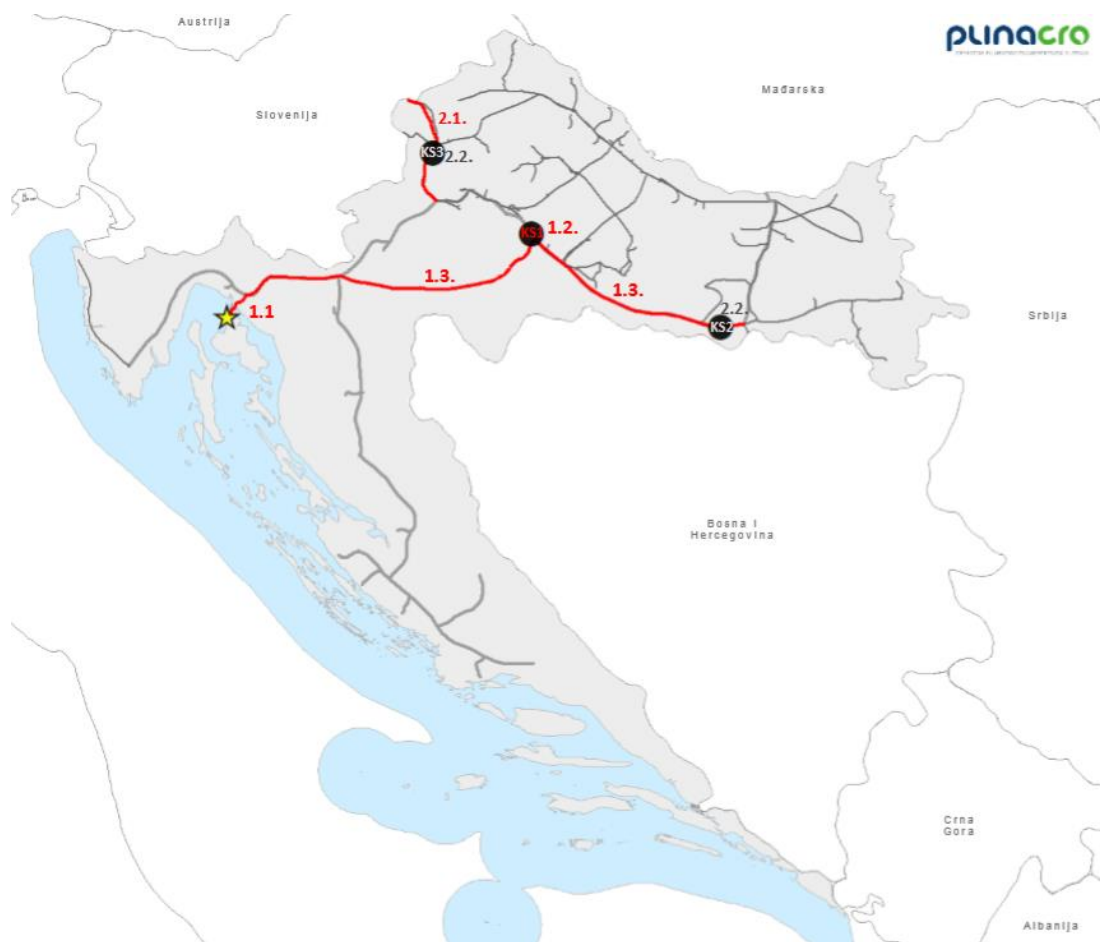 Austrija
plinacro
Mađarska
Slovenija
2.1.
KS3
2.2.
KS1
1.2.
1.3.
1.3.
1.1
2.2.
KS2
Srbija
Bosna i
Hercegovina
Crna
Gora
Albanija